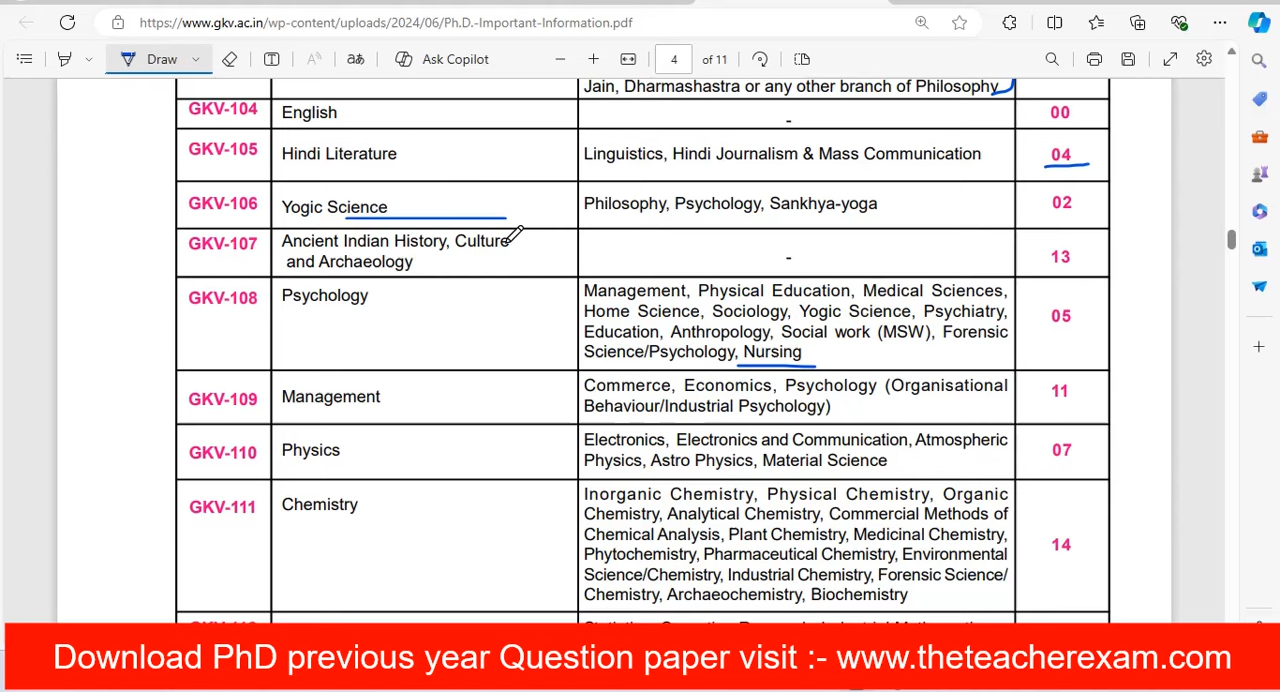 https://www.gkv.ac.in/wp-content/uploads/2024/06/Ph.D.-Important-Information.pdf
Draw
aあ
Ask Copilot
4
of 11
Jain, Dharmashastra or any other branch of Philosophy
GKV-104 English - 00
GKV-105 Hindi Literature Linguistics, Hindi Journalism & Mass Communication 04
GKV-106 Yogic Science Philosophy, Psychology, Sankhya-yoga 02
GKV-107 Ancient Indian History, Culture
and Archaeology - 13
GKV-108 Psychology Management, Physical Education, Medical Sciences,
Home Science, Sociology, Yogic Science, Psychiatry,
Education, Anthropology, Social work (MSW), Forensic
Science/Psychology, Nursing
05
GKV-109 Management Commerce, Economics, Psychology (Organisational
Behaviour/Industrial Psychology)
11
GKV-110 Physics Electronics, Electronics and Communication, Atmospheric
Physics, Astro Physics, Material Science
07
GKV-111 Chemistry Inorganic Chemistry, Physical Chemistry, Organic
Chemistry, Analytical Chemistry, Commercial Methods of
Chemical Analysis, Plant Chemistry, Medicinal Chemistry,
Phytochemistry, Pharmaceutical Chemistry, Environmental
Science/Chemistry, Industrial Chemistry, Forensic Science/
Chemistry, Archaeochemistry, Biochemistry
14
Download PhD previous year Question paper visit :- www.theteacherexam.com